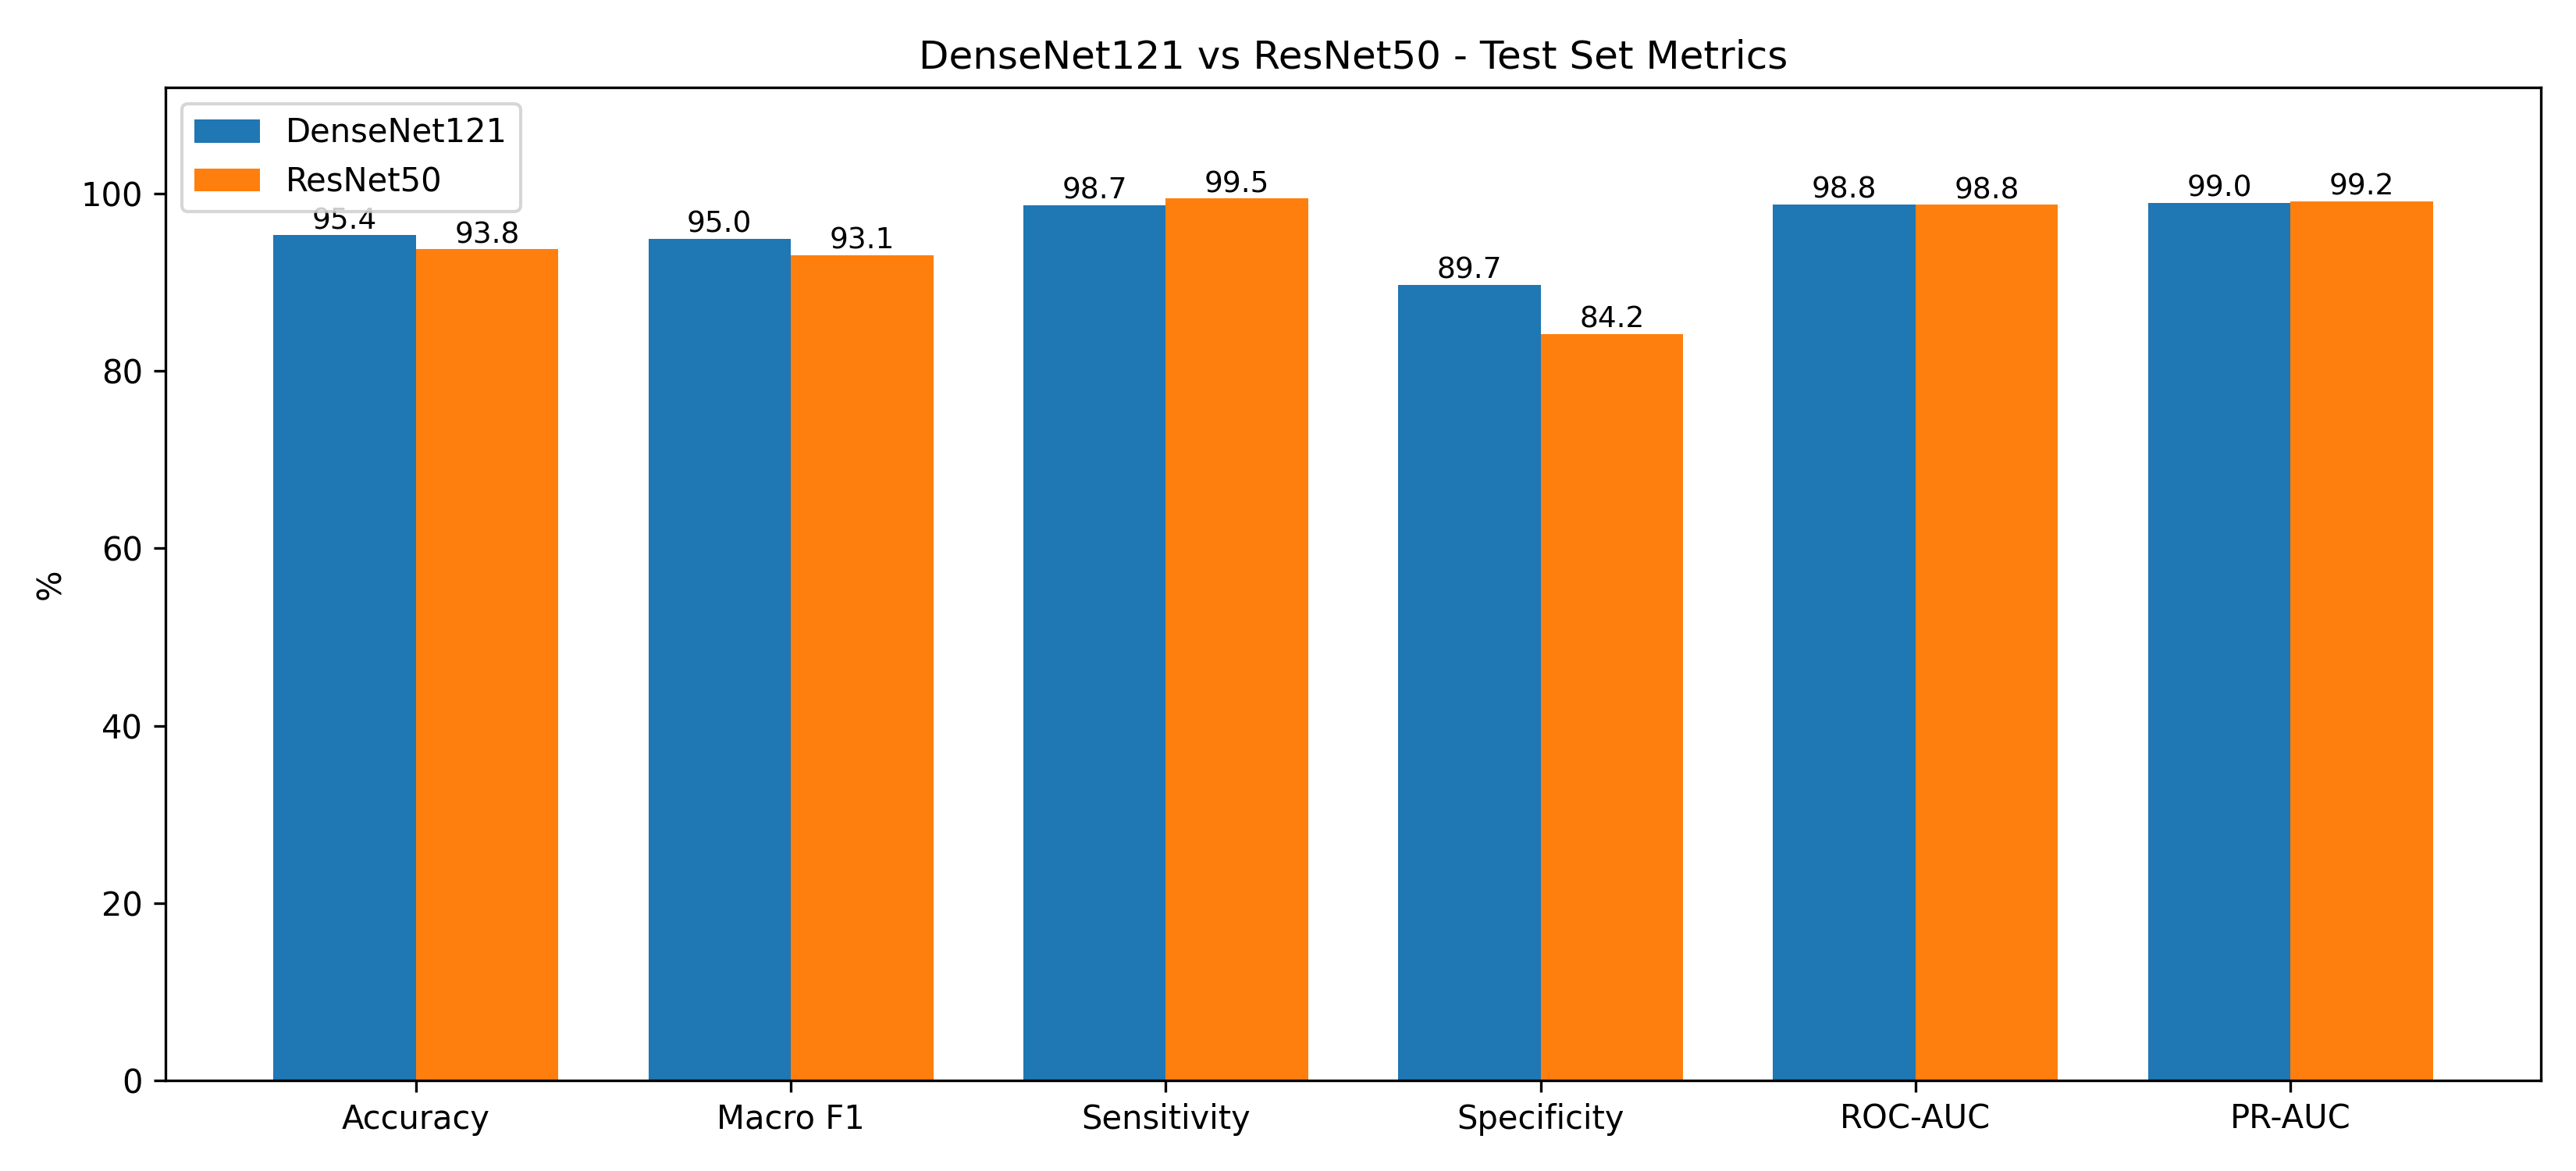 DenseNet121 vs ResNet50 - Test Set Metrics
DenseNet121
ResNet50
%
100
80
60
40
20
0
95.4
93.8
95.0
93.1
98.7
99.5
89.7
84.2
98.8
98.8
99.0
99.2
Accuracy
Macro F1
Sensitivity
Specificity
ROC-AUC
PR-AUC